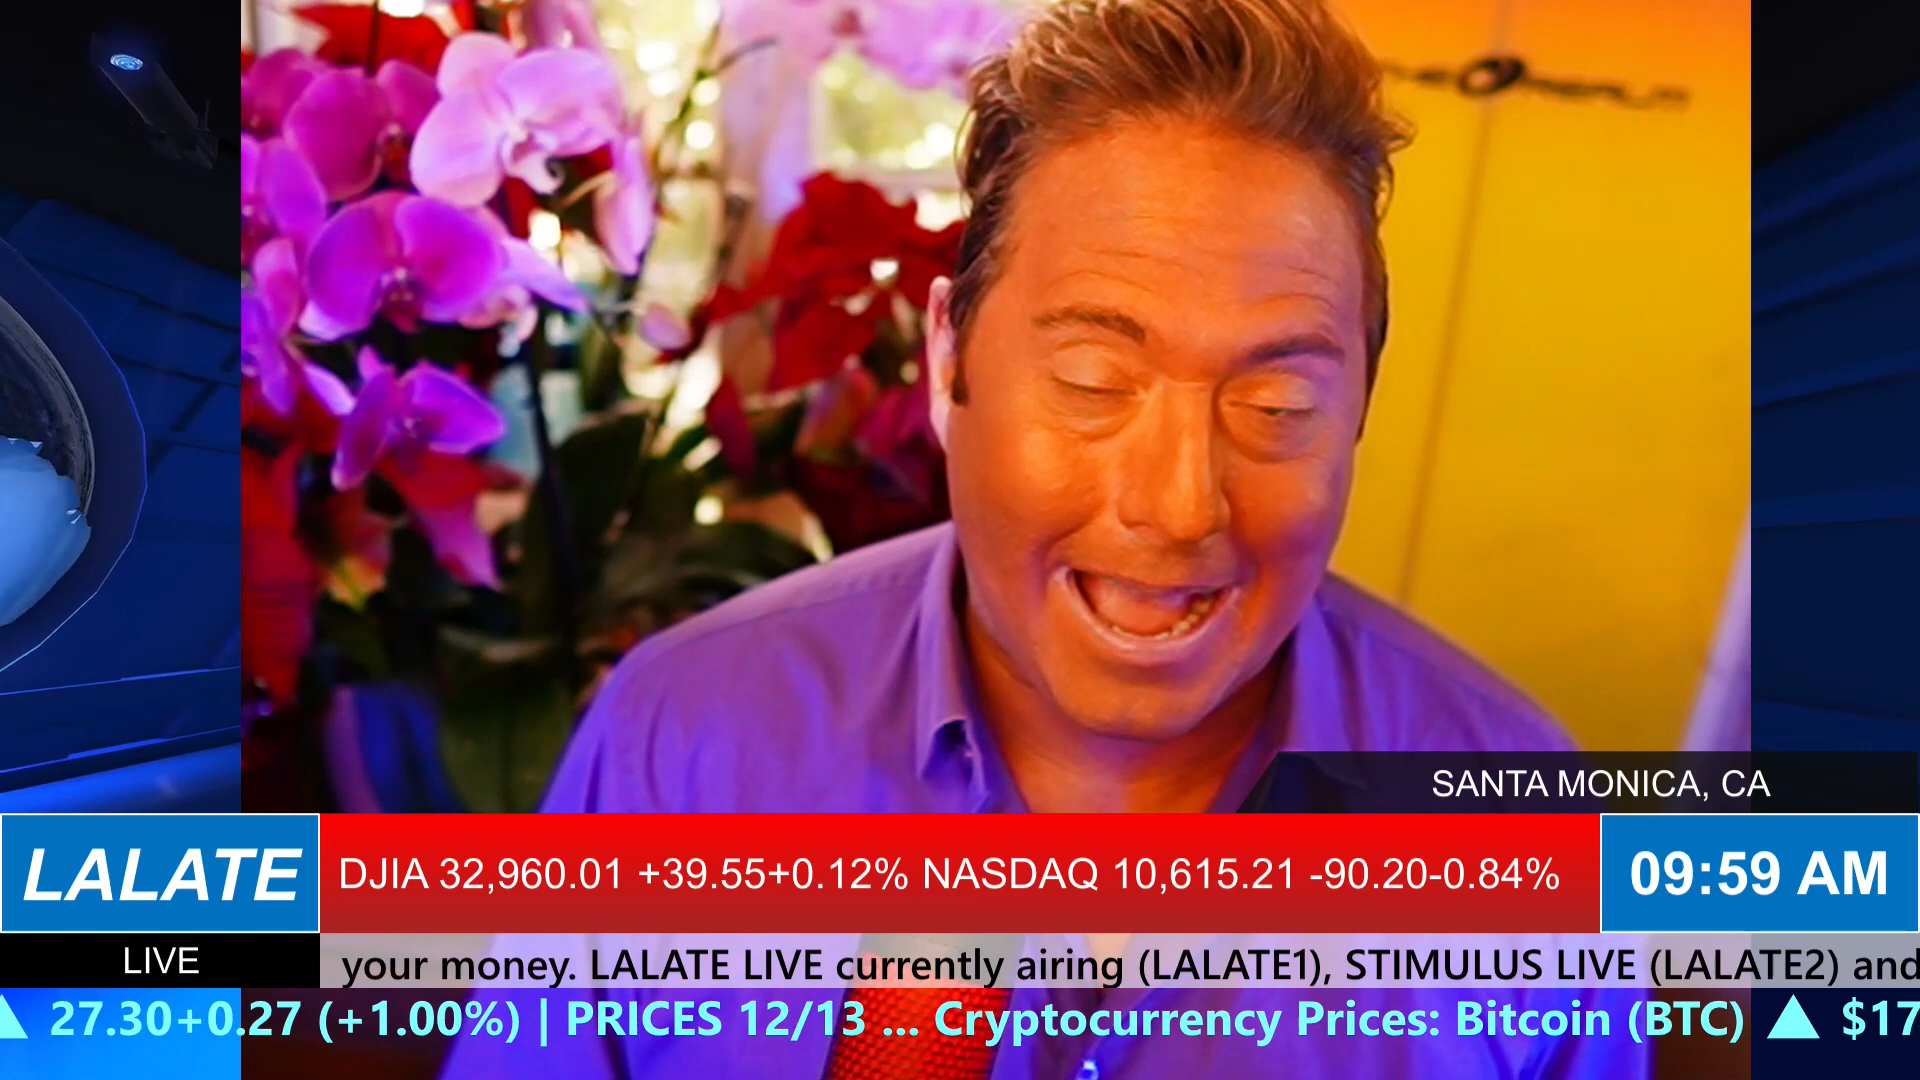 SANTA MONICA, CA
LALATE
DJIA 32,960.01 +39.55+0.12% NASDAQ 10,615.21 -90.20-0.84%
09:59 AM
LIVE
your money. LALATE LIVE currently airing (LALATE1), STIMULUS LIVE (LALATE2) and
▲ 27.30+0.27 (+1.00%) | PRICES 12/13 ... Cryptocurrency Prices: Bitcoin (BTC) ▲ $17